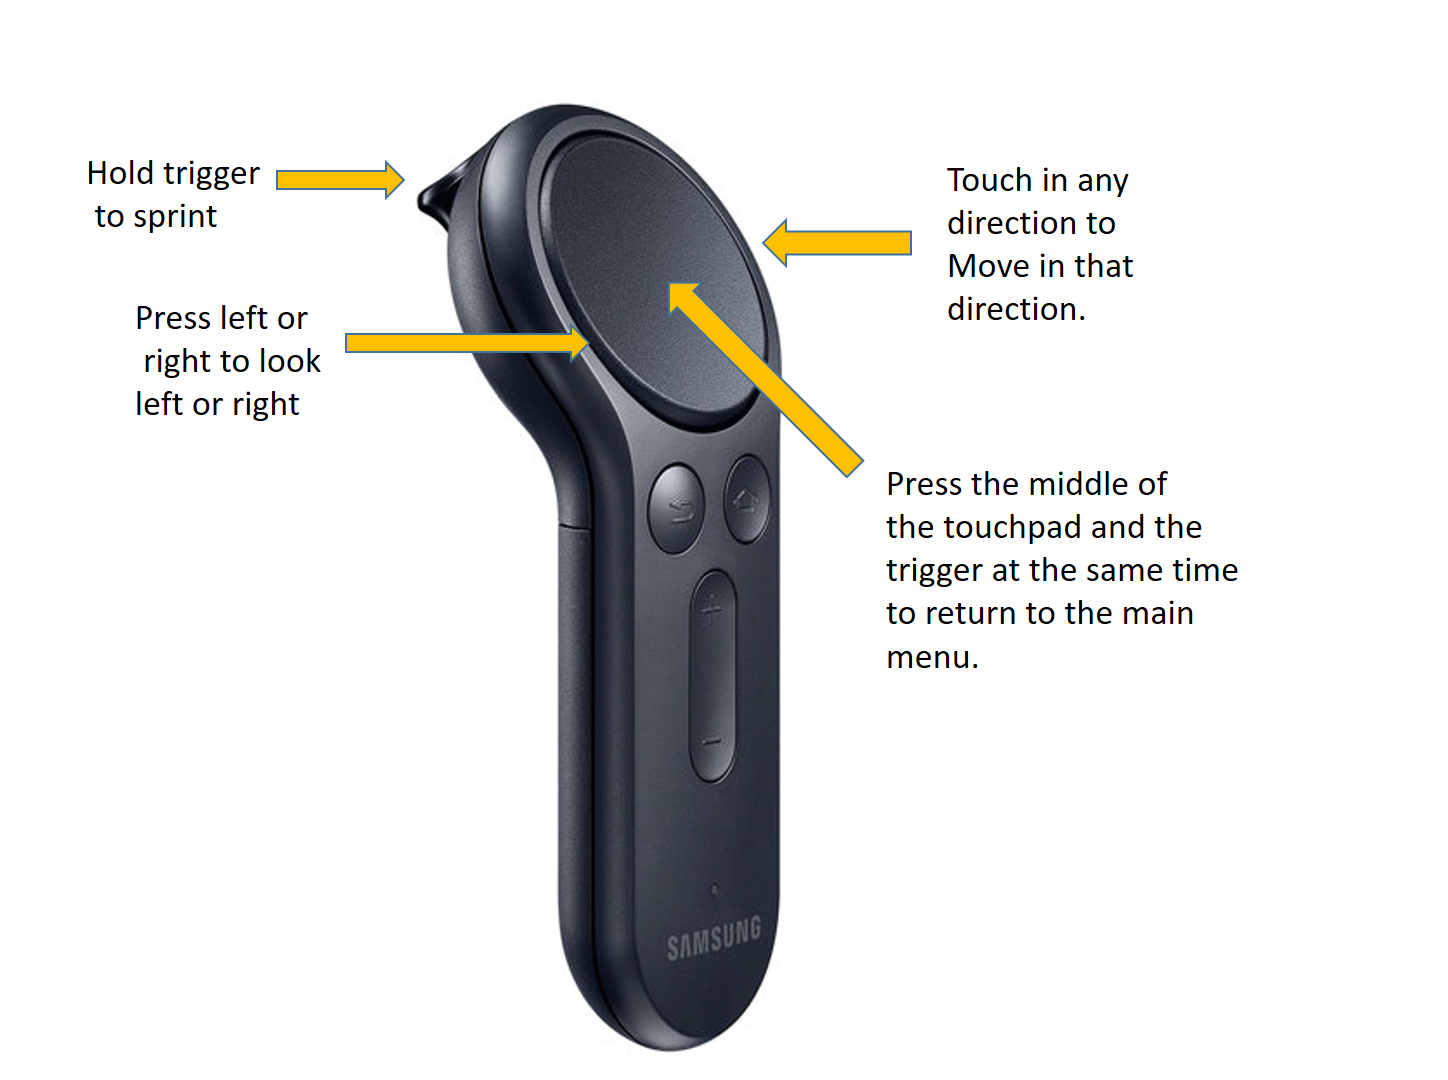 Hold trigger
to sprint
Press left or
right to look
left or right
Touch in any
direction to
Move in that
direction.
Press the middle of
the touchpad and the
trigger at the same time
to return to the main
menu.
+
−
SAMSUNG